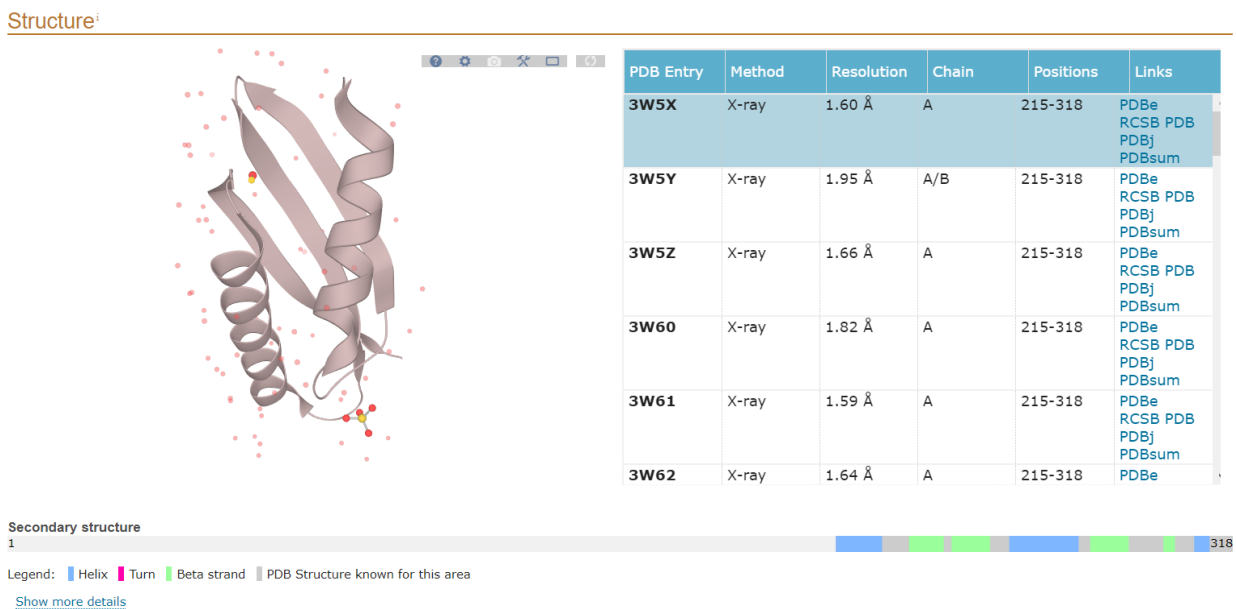 Structure i
PDB Entry Method Resolution Chain Positions Links
3W5X X-ray 1.60 Å A 215-318 PDBe
RCSB PDB
PDBj
PDBsum
3W5Y X-ray 1.95 Å A/B 215-318 PDBe
RCSB PDB
PDBj
PDBsum
3W5Z X-ray 1.66 Å A 215-318 PDBe
RCSB PDB
PDBj
PDBsum
3W60 X-ray 1.82 Å A 215-318 PDBe
RCSB PDB
PDBj
PDBsum
3W61 X-ray 1.59 Å A 215-318 PDBe
RCSB PDB
PDBj
PDBsum
3W62 X-ray 1.64 Å A 215-318 PDBe
Secondary structure
1 318
Legend: Helix Turn Beta strand PDB Structure known for this area
Show more details